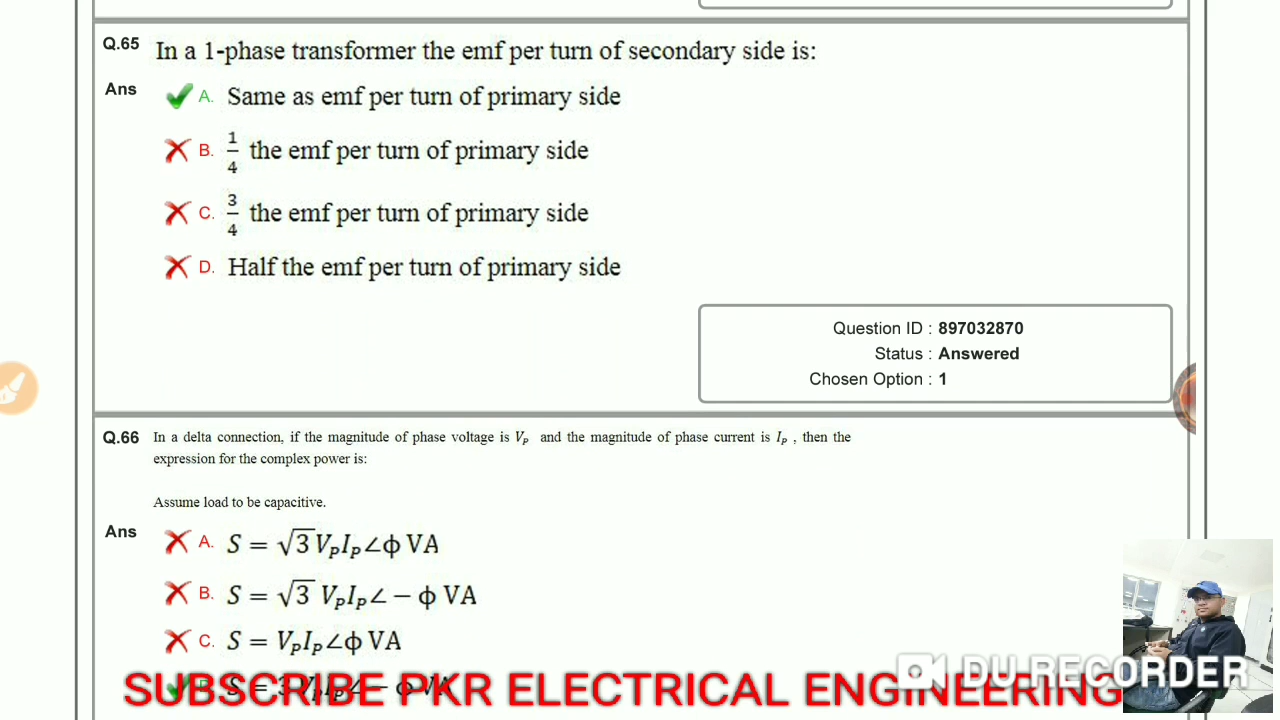 Q.65 In a 1-phase transformer the emf per turn of secondary side is:
Ans A. Same as emf per turn of primary side
B. 1/4 the emf per turn of primary side
C. 3/4 the emf per turn of primary side
D. Half the emf per turn of primary side
Question ID : 897032870
Status : Answered
Chosen Option : 1
Q.66 In a delta connection, if the magnitude of phase voltage is V_P and the magnitude of phase current is I_P , then the
expression for the complex power is:
Assume load to be capacitive.
Ans A. S = √3 V_P I_P∠ϕ VA
B. S = √3 V_P I_P∠ − ϕ VA
C. S = V_P I_P∠ϕ VA
D. S = 3 V_P I_P∠ − ϕ VA
SUBSCRIBE PKR ELECTRICAL ENGINEERING
DU RECORDER